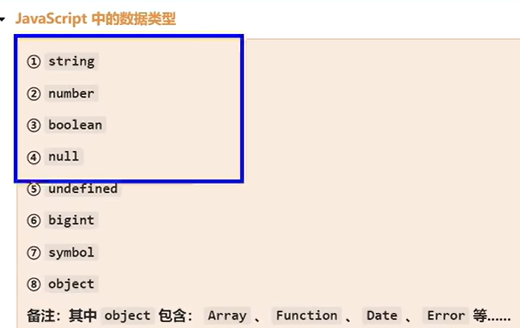 JavaScript 中的数据类型
① string
② number
③ boolean
④ null
⑤ undefined
⑥ bigint
⑦ symbol
⑧ object
备注：其中 object 包含： Array 、 Function 、 Date 、 Error 等......